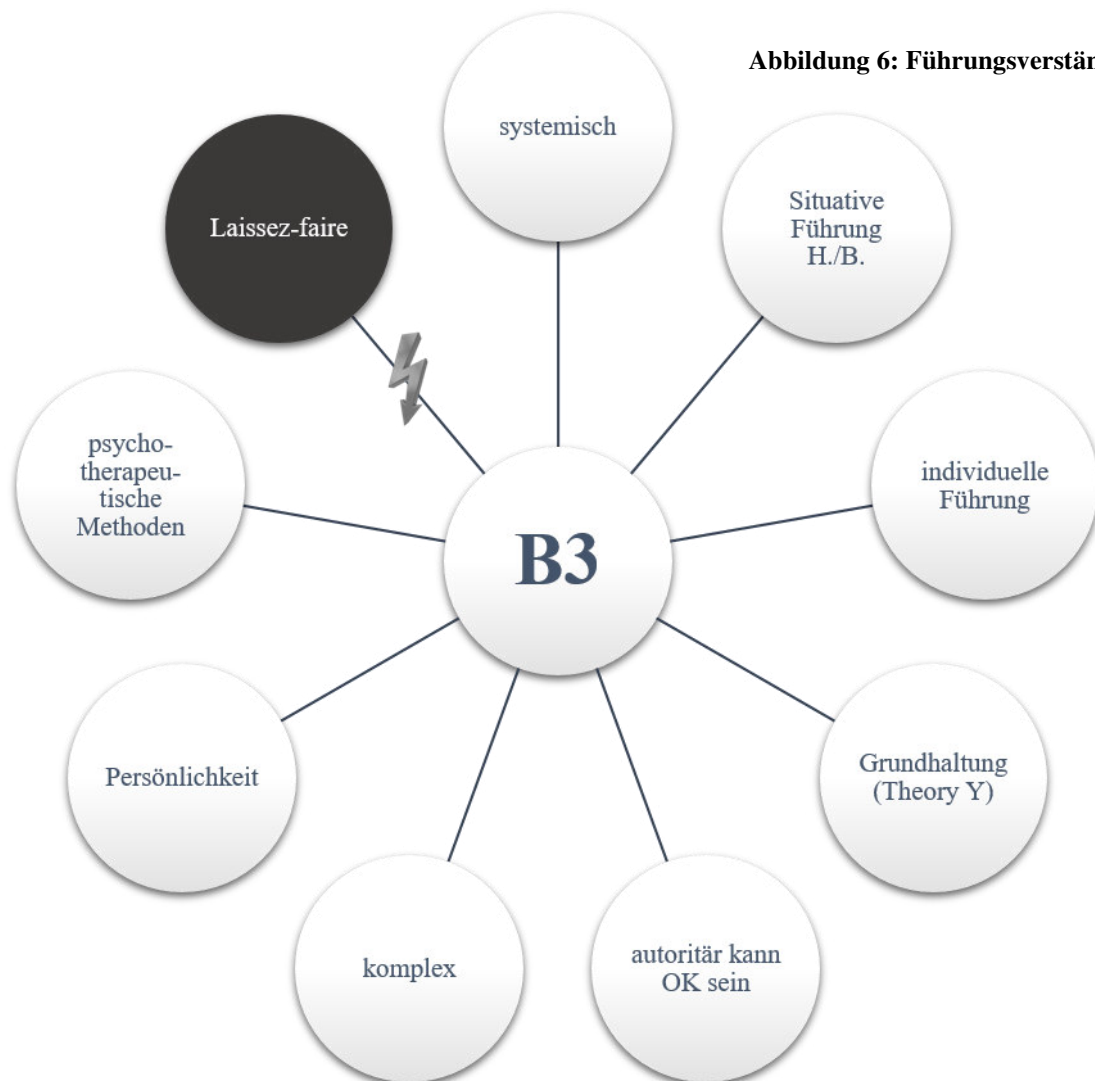 Abbildung 6: Führungsverstän
systemisch
Situative
Führung
H./B.
Laissez-faire
psycho-
therapeu-
tische
Methoden
individuelle
Führung
B3
Grundhaltung
(Theory Y)
Persönlichkeit
autoritär kann
OK sein
komplex